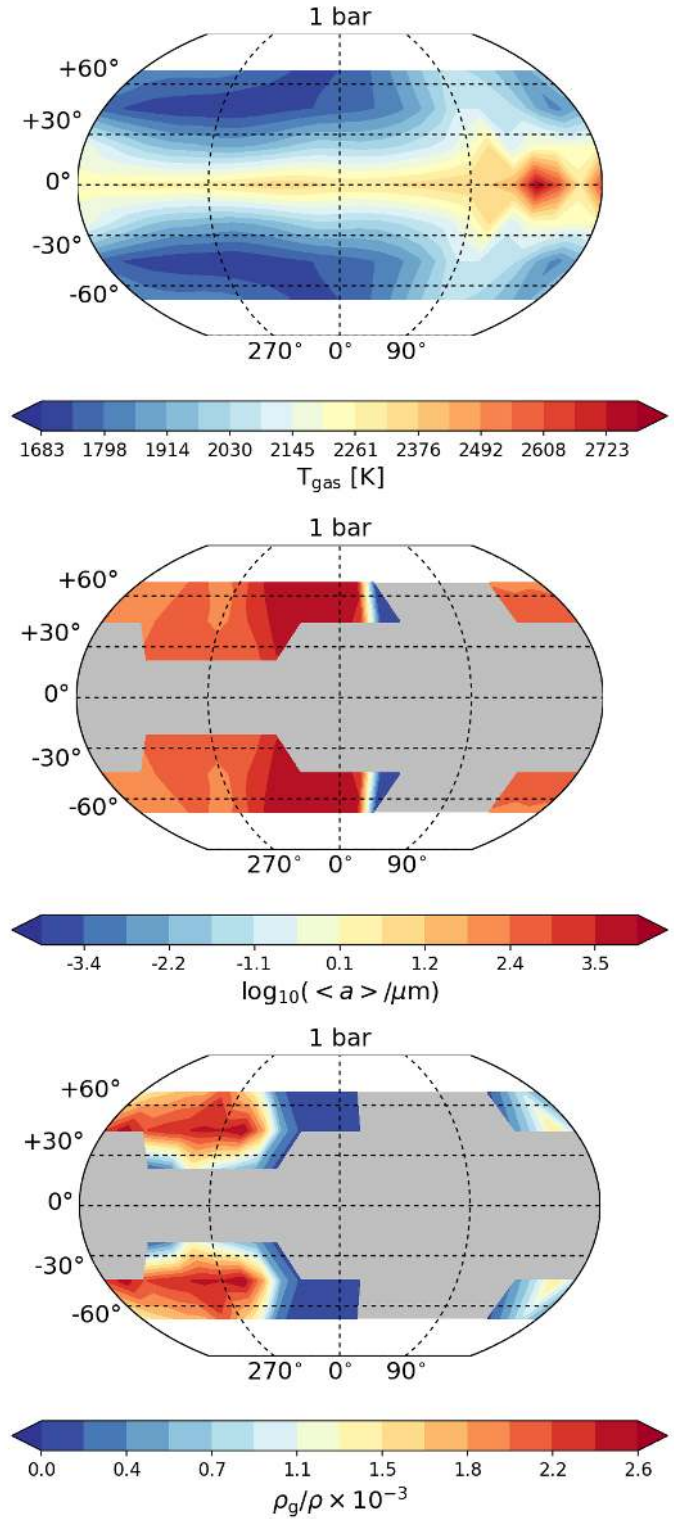 1 bar
+60°
+30°
0°
-30°
-60°
270° 0° 90°
1683 1798 1914 2030 2145 2261 2376 2492 2608 2723
T_gas [K]
1 bar
+60°
+30°
0°
-30°
-60°
270° 0° 90°
-3.4 -2.2 -1.1 0.1 1.2 2.4 3.5
log₁₀(<a>/μm)
1 bar
+60°
+30°
0°
-30°
-60°
270° 0° 90°
0.0 0.4 0.7 1.1 1.5 1.8 2.2 2.6
ρ_g/ρ × 10⁻³